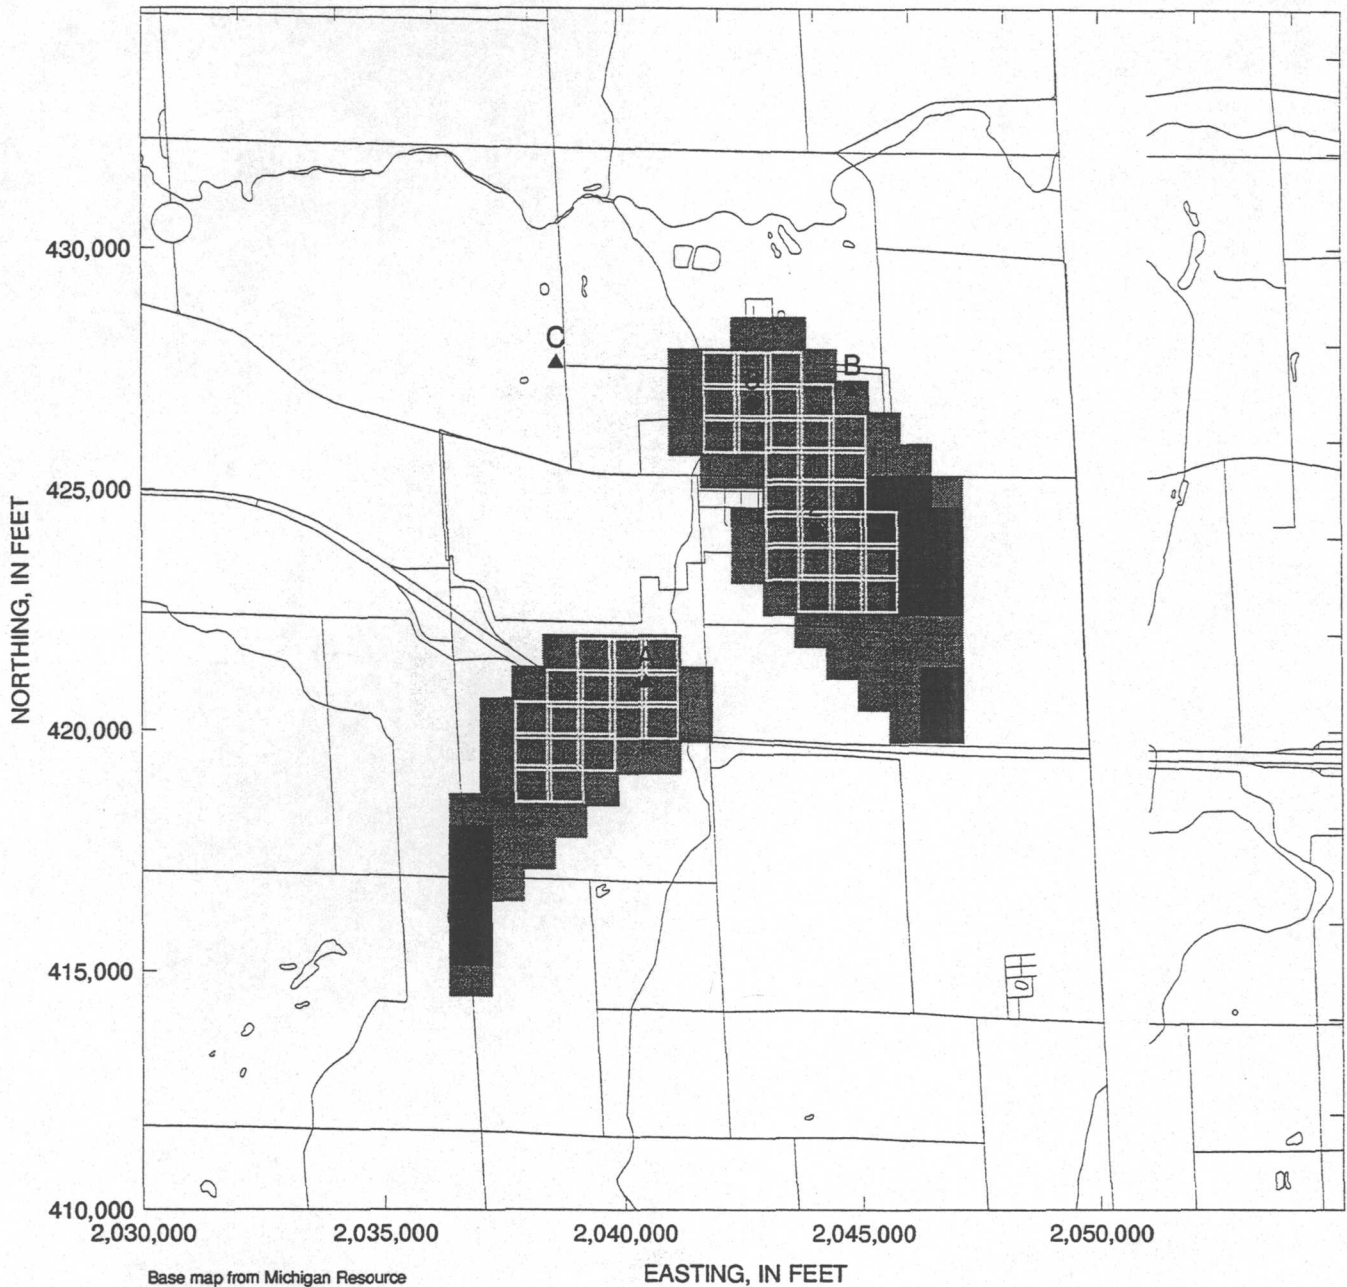 430,000
C
B
425,000
NORTHING, IN FEET
A
420,000
415,000
410,000
2,030,000 2,035,000 2,040,000 2,045,000 2,050,000
EASTING, IN FEET
Base map from Michigan Resource